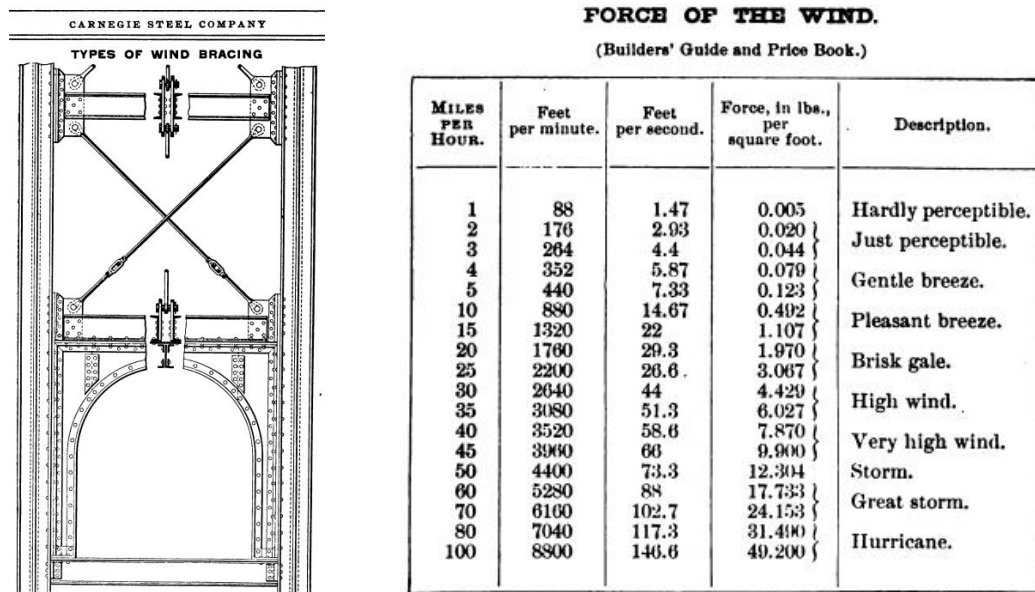 CARNEGIE STEEL COMPANY
TYPES OF WIND BRACING
FORCE OF THE WIND.
(Builders' Guide and Price Book.)
MILES PER HOUR. Feet per minute. Feet per second. Force, in lbs., per square foot. Description.
1 88 1.47 0.005 Hardly perceptible.
2 176 2.93 0.020
3 264 4.4 0.044 Just perceptible.
4 352 5.87 0.079
5 440 7.33 0.123 Gentle breeze.
10 880 14.67 0.492
15 1320 22 1.107 Pleasant breeze.
20 1760 29.3 1.970
25 2200 26.6 3.067 Brisk gale.
30 2640 44 4.429
35 3080 51.3 6.027 High wind.
40 3520 58.6 7.870
45 3960 66 9.900 Very high wind.
50 4400 73.3 12.304 Storm.
60 5280 88 17.733
70 6160 102.7 24.153 Great storm.
80 7040 117.3 31.490
100 8800 146.6 49.200 Hurricane.